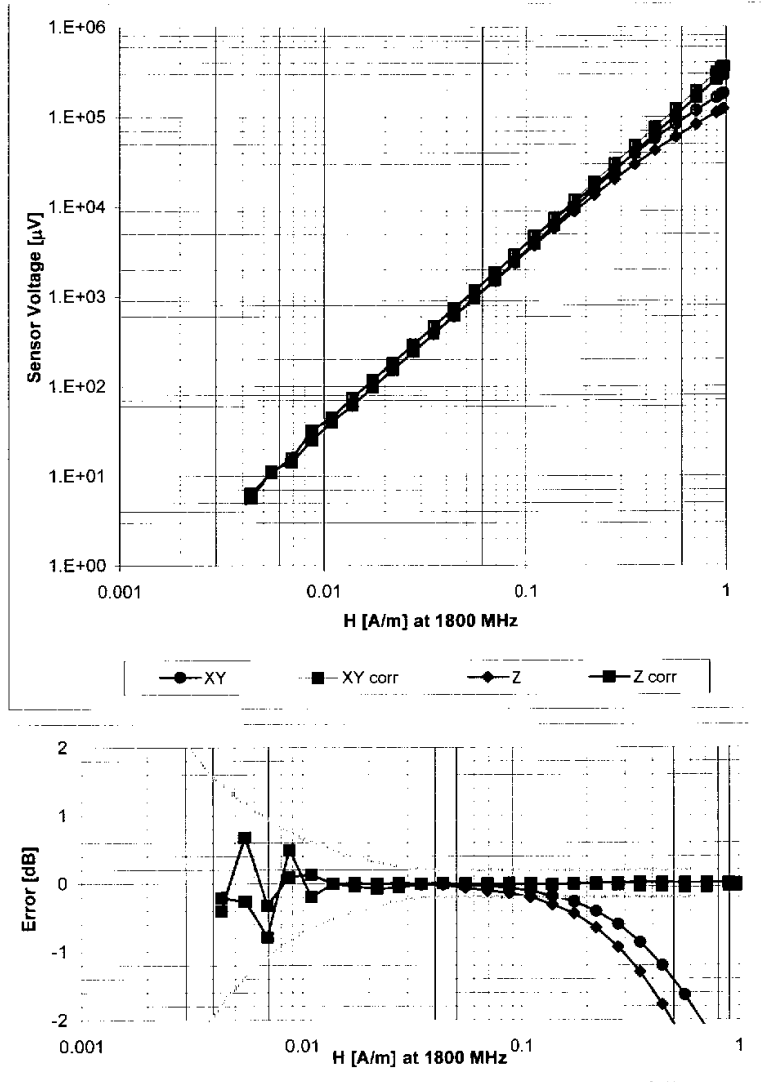 1.E+06
1.E+05
1.E+04
1.E+03
1.E+02
1.E+01
1.E+00
Sensor Voltage [µV]
0.001 0.01 0.1 1
H [A/m] at 1800 MHz
XY XY corr Z Z corr
2
1
0
-1
-2
Error [dB]
0.001 0.01 0.1 1
H [A/m] at 1800 MHz